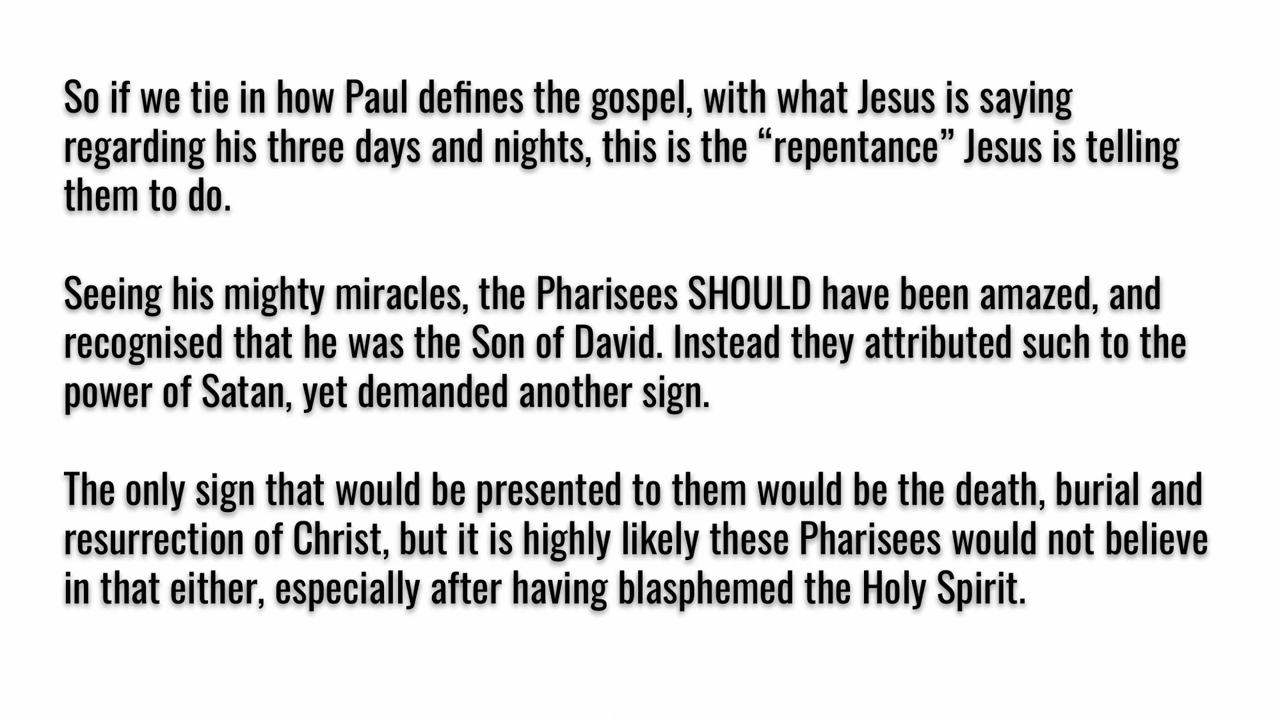 So if we tie in how Paul defines the gospel, with what Jesus is saying
regarding his three days and nights, this is the “repentance” Jesus is telling
them to do.
Seeing his mighty miracles, the Pharisees SHOULD have been amazed, and
recognised that he was the Son of David. Instead they attributed such to the
power of Satan, yet demanded another sign.
The only sign that would be presented to them would be the death, burial and
resurrection of Christ, but it is highly likely these Pharisees would not believe
in that either, especially after having blasphemed the Holy Spirit.